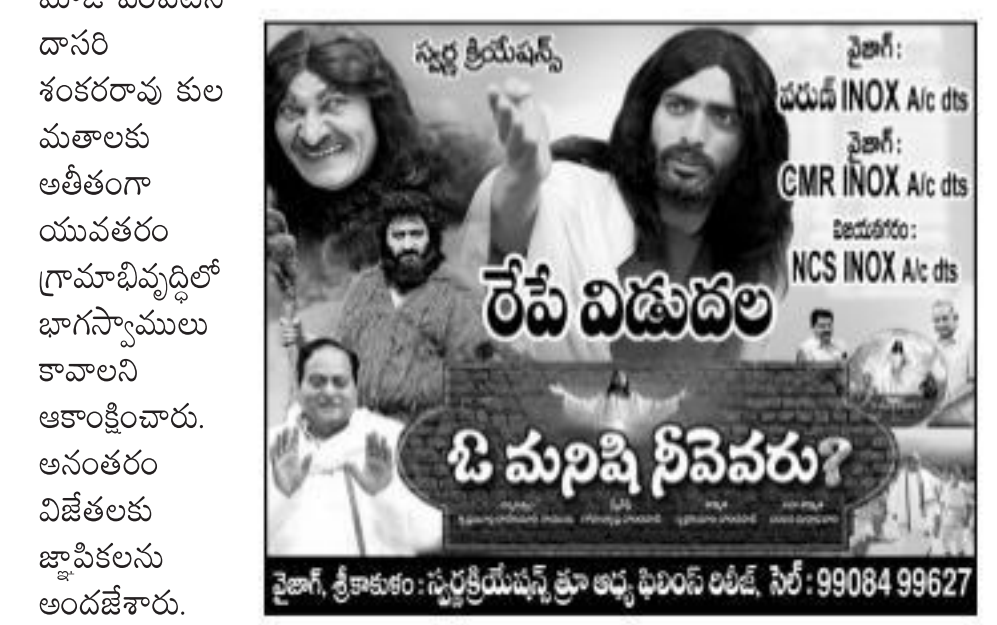 దాసరి
శంకరరావు కుల
మతాలకు
అతీతంగా
యువతరం
గ్రామాభివృద్ధిలో
భాగస్వాములు
కావాలని
ఆకాంక్షించారు.
అనంతరం
విజేతలకు
జ్ఞాపికలను
అందజేశారు.
స్వర్ణ క్రియేషన్స్
వైజాగ్ :
వరుణ్ INOX A/c dts
వైజాగ్ :
CMR INOX A/c dts
విజయనగరం :
NCS INOX A/c dts
రేపే విడుదల
ఓ మనిషి నీవెవరు?
వైజాగ్, శ్రీకాకుళం : స్వర్ణక్రియేషన్స్ త్రూ ఆధ్య ఫిలింస్ రిలీజ్, సెల్ : 99084 99627